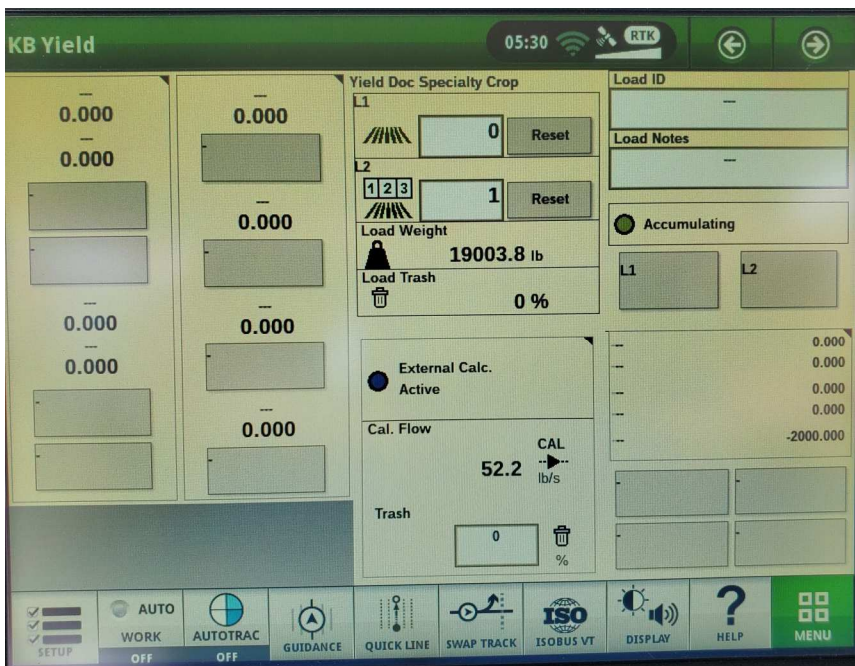 KB Yield
05:30
RTK
---
0.000
---
0.000
-
-
---
0.000
---
0.000
-
-
---
0.000
-
---
0.000
-
---
0.000
-
---
0.000
-
Yield Doc Specialty Crop
L1
0
Reset
L2
1 2 3
1
Reset
Load Weight
19003.8 lb
Load Trash
0 %
External Calc.
Active
Cal. Flow
CAL
52.2
lb/s
Trash
0
%
Load ID
---
Load Notes
---
Accumulating
L1
L2
--- 0.000
--- 0.000
--- 0.000
--- 0.000
--- -2000.000
-
-
-
-
SETUP
AUTO
WORK
OFF
AUTOTRAC
OFF
GUIDANCE
QUICK LINE
SWAP TRACK
ISO
ISOBUS VT
DISPLAY
?
HELP
MENU